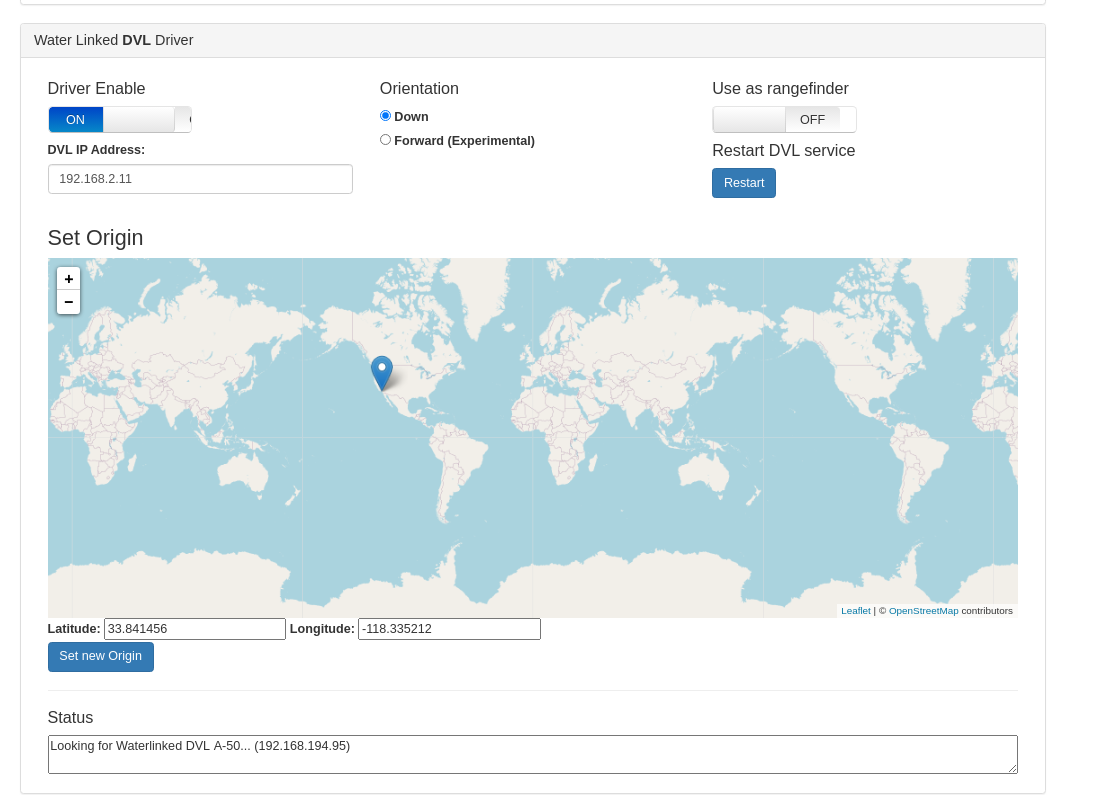 Water Linked DVL Driver
Driver Enable
ON
DVL IP Address:
192.168.2.11
Orientation
Down
Forward (Experimental)
Use as rangefinder
OFF
Restart DVL service
Restart
Set Origin
+
−
Leaflet | © OpenStreetMap contributors
Latitude: 33.841456 Longitude: -118.335212
Set new Origin
Status
Looking for Waterlinked DVL A-50... (192.168.194.95)